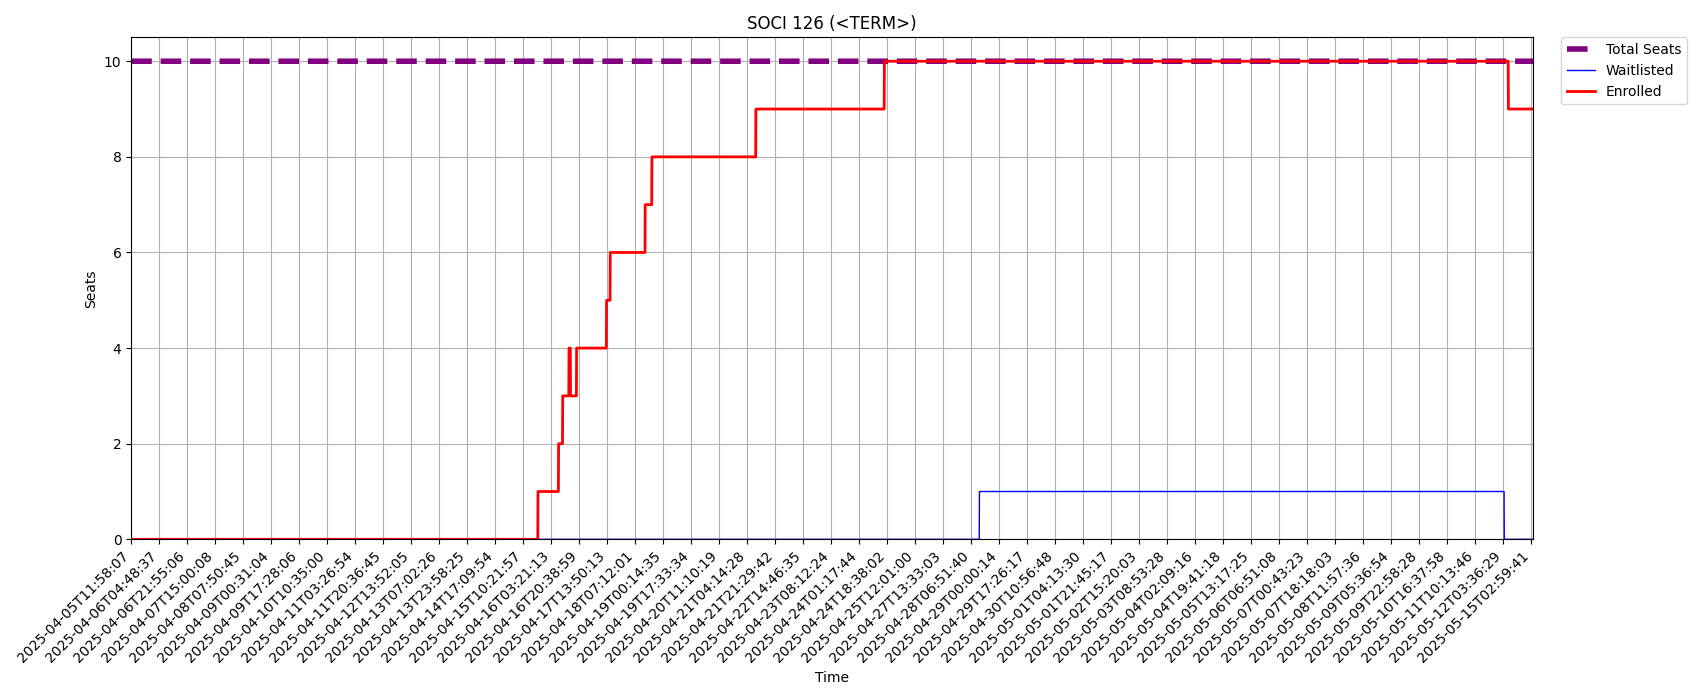 SOCI 126 (<TERM>)
Total Seats
Waitlisted
Enrolled
Seats
10
8
6
4
2
0
2025-04-05T11:58:07
2025-04-06T04:48:37
2025-04-06T21:55:06
2025-04-07T15:00:08
2025-04-08T07:50:45
2025-04-09T00:31:04
2025-04-09T17:28:06
2025-04-10T10:35:00
2025-04-11T03:26:54
2025-04-11T20:36:45
2025-04-12T13:52:05
2025-04-13T07:02:26
2025-04-13T23:58:25
2025-04-14T17:09:54
2025-04-15T10:21:57
2025-04-16T03:21:13
2025-04-16T20:38:59
2025-04-17T13:50:13
2025-04-18T07:12:01
2025-04-19T00:14:35
2025-04-19T17:33:34
2025-04-20T11:10:19
2025-04-21T04:14:28
2025-04-21T21:29:42
2025-04-22T14:46:35
2025-04-23T08:12:24
2025-04-24T01:17:44
2025-04-24T18:38:02
2025-04-25T12:01:00
2025-04-27T13:33:03
2025-04-28T06:51:40
2025-04-29T00:00:14
2025-04-29T17:26:17
2025-04-30T10:56:48
2025-05-01T04:13:30
2025-05-01T21:45:17
2025-05-02T15:20:03
2025-05-03T08:53:28
2025-05-04T02:09:16
2025-05-04T19:41:18
2025-05-05T13:17:25
2025-05-06T06:51:08
2025-05-07T00:43:23
2025-05-07T18:18:03
2025-05-08T11:57:36
2025-05-09T05:36:54
2025-05-09T22:58:28
2025-05-10T16:37:58
2025-05-11T10:13:46
2025-05-12T03:36:29
2025-05-15T02:59:41
Time